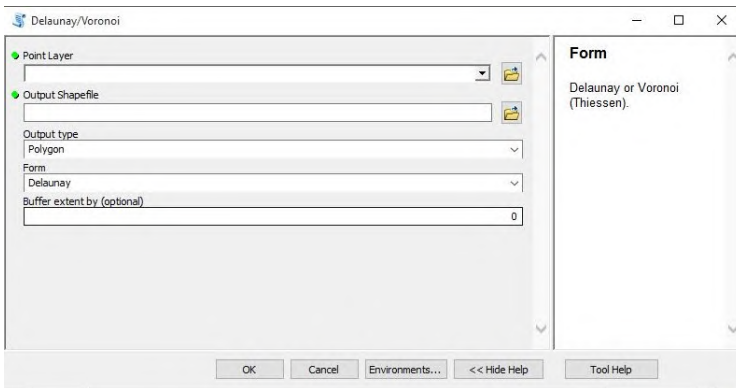 Delaunay/Voronoi
Point Layer
Output Shapefile
Output type
Polygon
Form
Delaunay
Buffer extent by (optional)
0
Form
Delaunay or Voronoi
(Thiessen).
OK
Cancel
Environments...
<< Hide Help
Tool Help